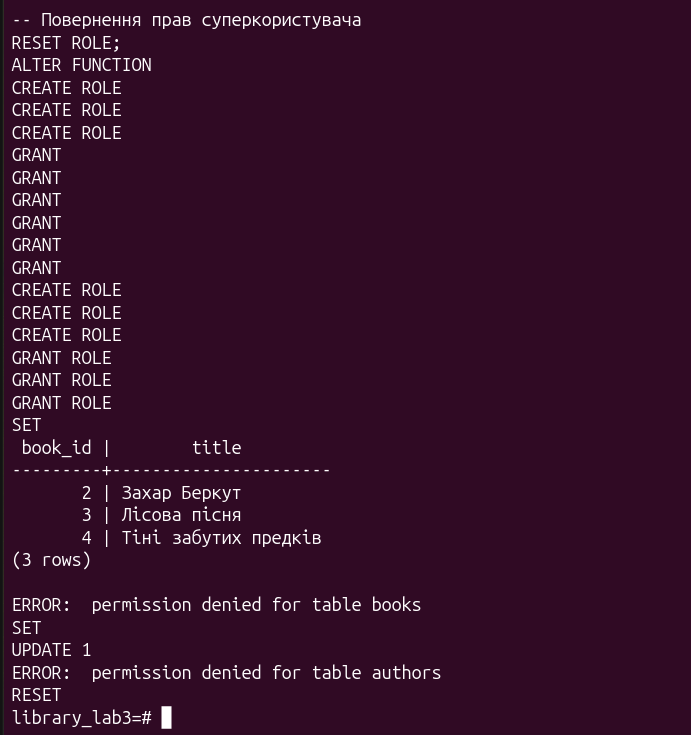 -- Повернення прав суперкористувача
RESET ROLE;
ALTER FUNCTION
CREATE ROLE
CREATE ROLE
CREATE ROLE
GRANT
GRANT
GRANT
GRANT
GRANT
GRANT
CREATE ROLE
CREATE ROLE
CREATE ROLE
GRANT ROLE
GRANT ROLE
GRANT ROLE
SET
 book_id |        title
---------+----------------------
       2 | Захар Беркут
       3 | Лісова пісня
       4 | Тіні забутих предків
(3 rows)

ERROR:  permission denied for table books
SET
UPDATE 1
ERROR:  permission denied for table authors
RESET
library_lab3=#